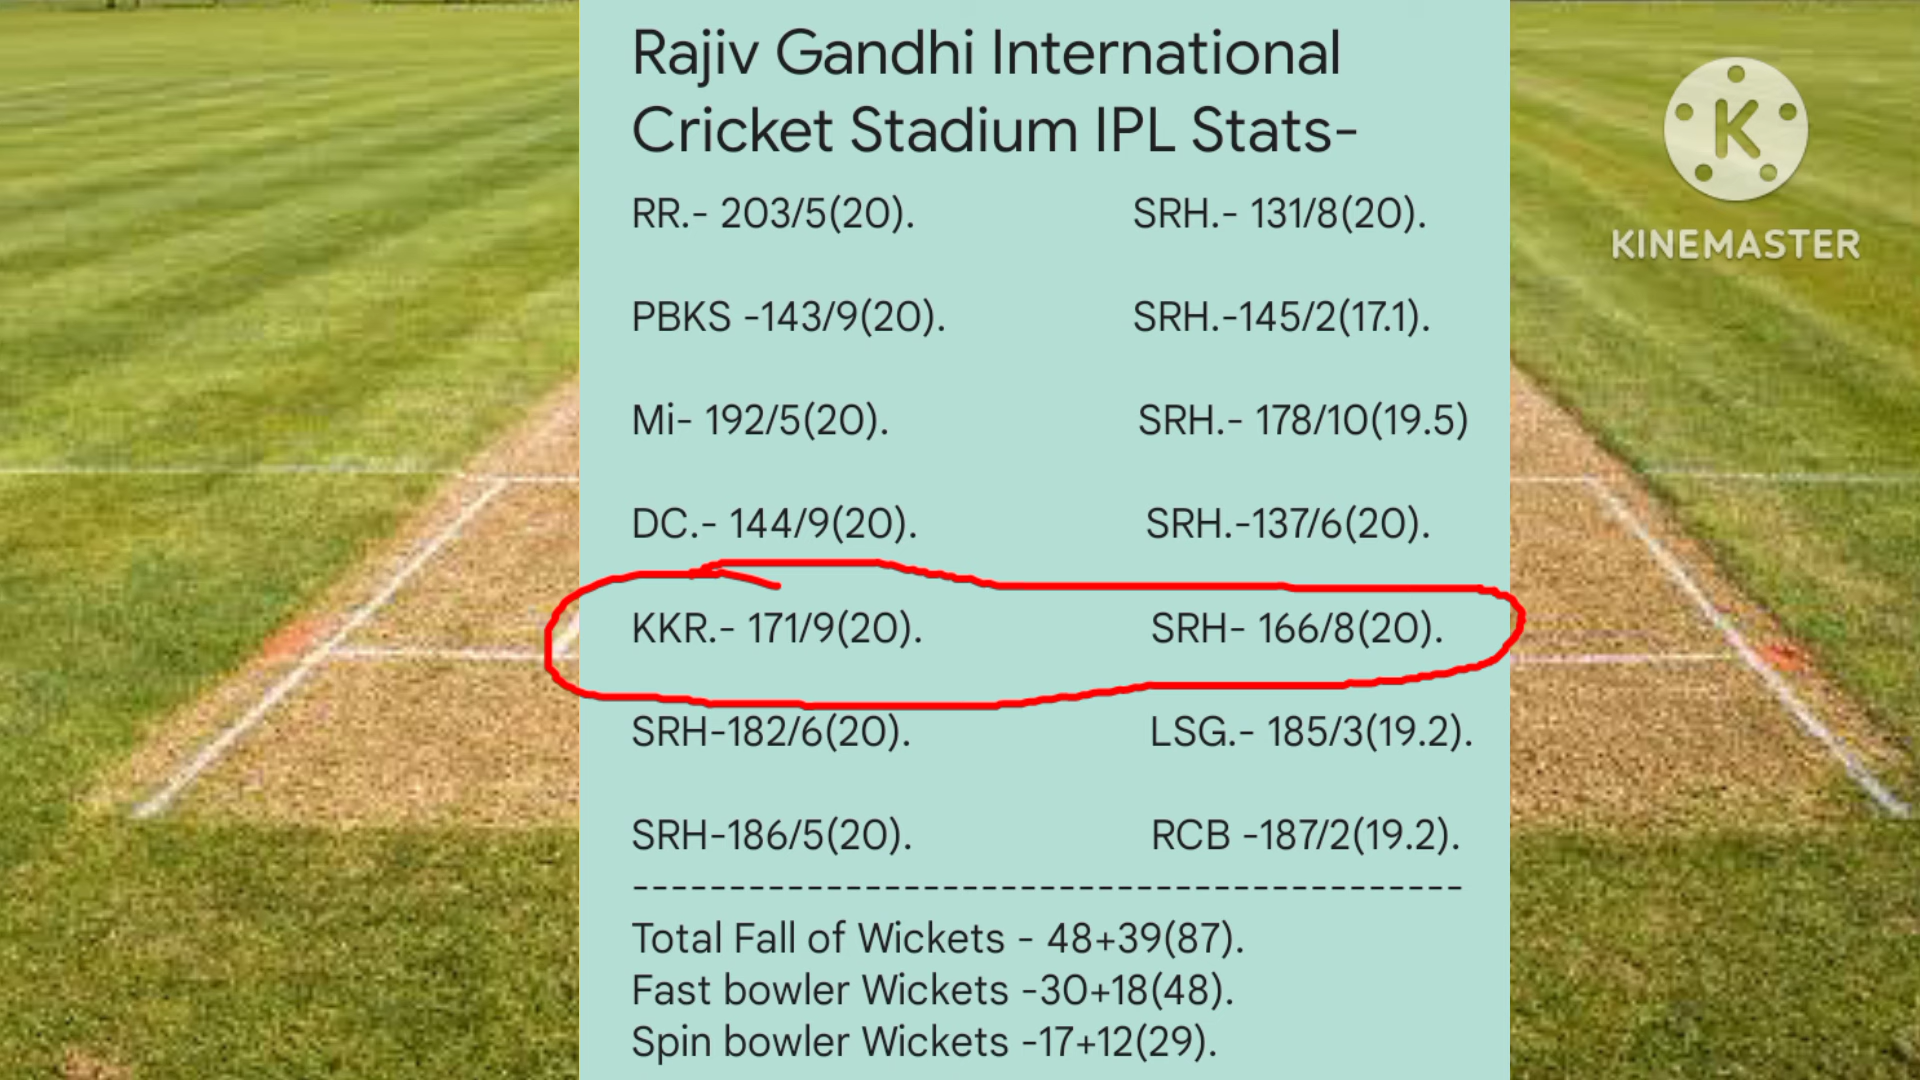 Rajiv Gandhi International
Cricket Stadium IPL Stats-
RR.- 203/5(20). SRH.- 131/8(20).
PBKS -143/9(20). SRH.-145/2(17.1).
Mi- 192/5(20). SRH.- 178/10(19.5)
DC.- 144/9(20). SRH.-137/6(20).
KKR.- 171/9(20). SRH- 166/8(20).
SRH-182/6(20). LSG.- 185/3(19.2).
SRH-186/5(20). RCB -187/2(19.2).
-------------------------------------------
Total Fall of Wickets - 48+39(87).
Fast bowler Wickets -30+18(48).
Spin bowler Wickets -17+12(29).
K
KINEMASTER